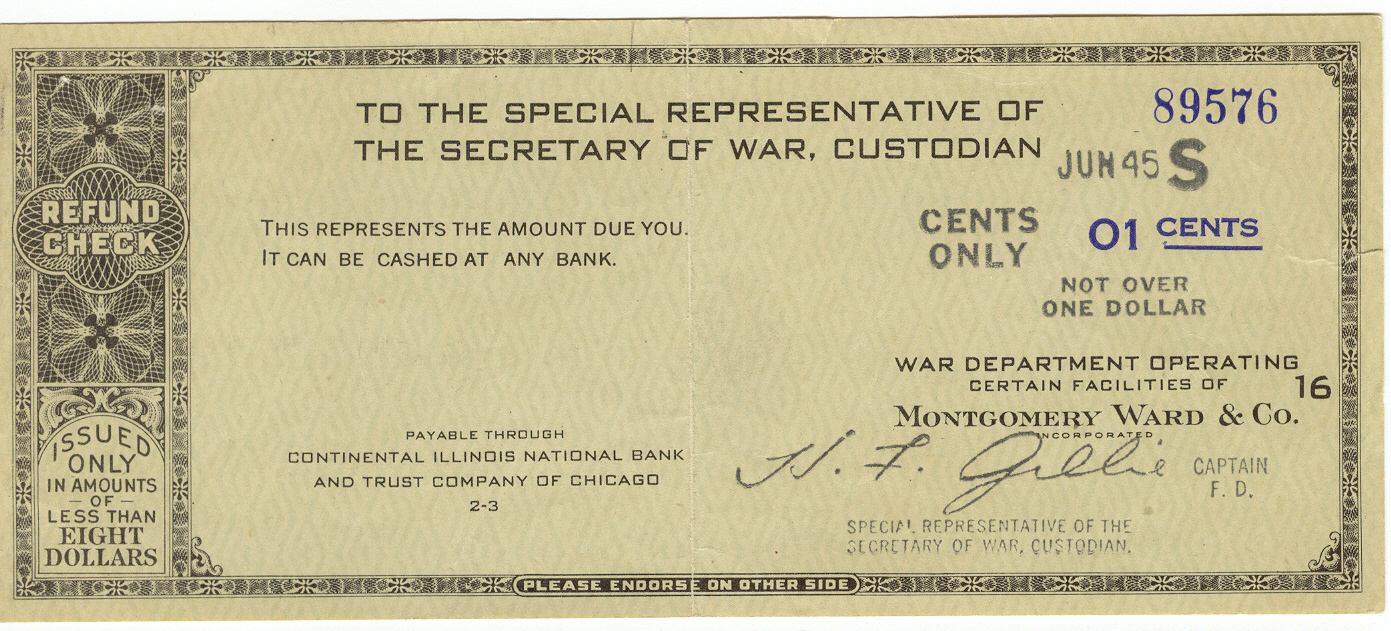 TO THE SPECIAL REPRESENTATIVE OF
THE SECRETARY OF WAR, CUSTODIAN
89576
JUN 45 S
REFUND
CHECK
THIS REPRESENTS THE AMOUNT DUE YOU.
IT CAN BE CASHED AT ANY BANK.
CENTS
ONLY
01 CENTS
NOT OVER
ONE DOLLAR
WAR DEPARTMENT OPERATING
CERTAIN FACILITIES OF
16
MONTGOMERY WARD & CO.
INCORPORATED
PAYABLE THROUGH
CONTINENTAL ILLINOIS NATIONAL BANK
AND TRUST COMPANY OF CHICAGO
2-3
H. F. Gillie
CAPTAIN
F. D.
SPECIAL REPRESENTATIVE OF THE
SECRETARY OF WAR, CUSTODIAN.
ISSUED
ONLY
IN AMOUNTS
- OF -
LESS THAN
EIGHT
DOLLARS
PLEASE ENDORSE ON OTHER SIDE